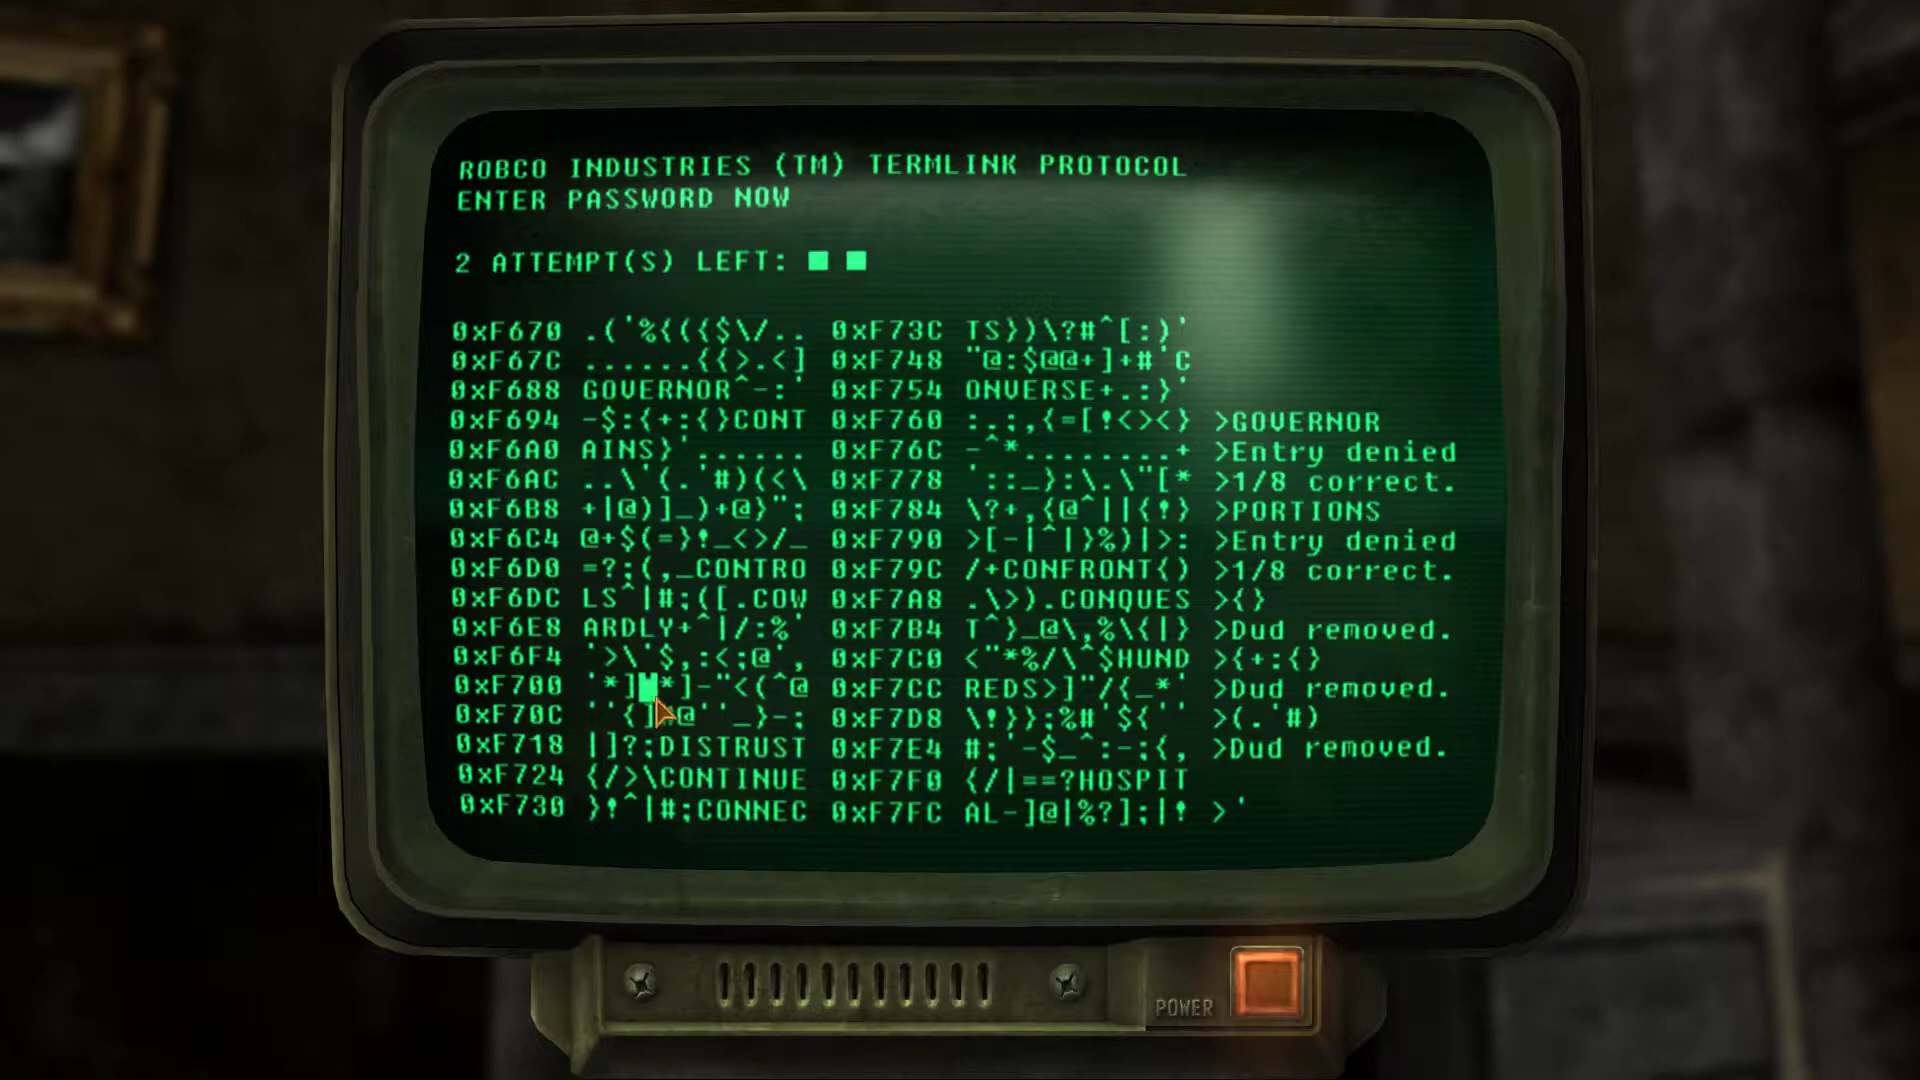 ROBCO INDUSTRIES (TM) TERMLINK PROTOCOL
ENTER PASSWORD NOW
2 ATTEMPT(S) LEFT: ■ ■
0xF670 .('%{({$\/..
0xF67C ......{{>.<]
0xF688 GOVERNOR^-:'
0xF694 -$:{+:{}CONT
0xF6A0 AINS}'......
0xF6AC ..\'(.'#)(<\
0xF6B8 +|@)]_)+@}";
0xF6C4 @+$(=}!_<>/_
0xF6D0 =?;(,_CONTRO
0xF6DC LS^|#;([.COW
0xF6E8 ARDLY+^|/:%'
0xF6F4 '>\'$,:<;@',
0xF700 '*]'*]-"<(^@
0xF70C ''{]#@''_}-;
0xF718 |]?;DISTRUST
0xF724 {/>\CONTINUE
0xF730 }!^|#;CONNEC
0xF73C TS})\?#^[:)'
0xF748 "@:$@@+]+#'C
0xF754 ONVERSE+.:}'
0xF760 :.;,{=[!<><}
0xF76C -^*........+
0xF778 '::_}:\.\"[*
0xF784 \?+,{@^||{!}
0xF790 >[-|^|}%)|>:
0xF79C /+CONFRONT{)
0xF7A8 .\>).CONQUES
0xF7B4 T^}_@\,%\{|}
0xF7C0 <"*%/\^$HUND
0xF7CC REDS>]"/{_*'
0xF7D8 \!}};%#'${''
0xF7E4 #;'-$_^:-;{,
0xF7F0 {/|==?HOSPIT
0xF7FC AL-]@|%?];|!
>GOVERNOR
>Entry denied
>1/8 correct.
>PORTIONS
>Entry denied
>1/8 correct.
>{}
>Dud removed.
>{+:{}
>Dud removed.
>(.'#)
>Dud removed.
>'
POWER